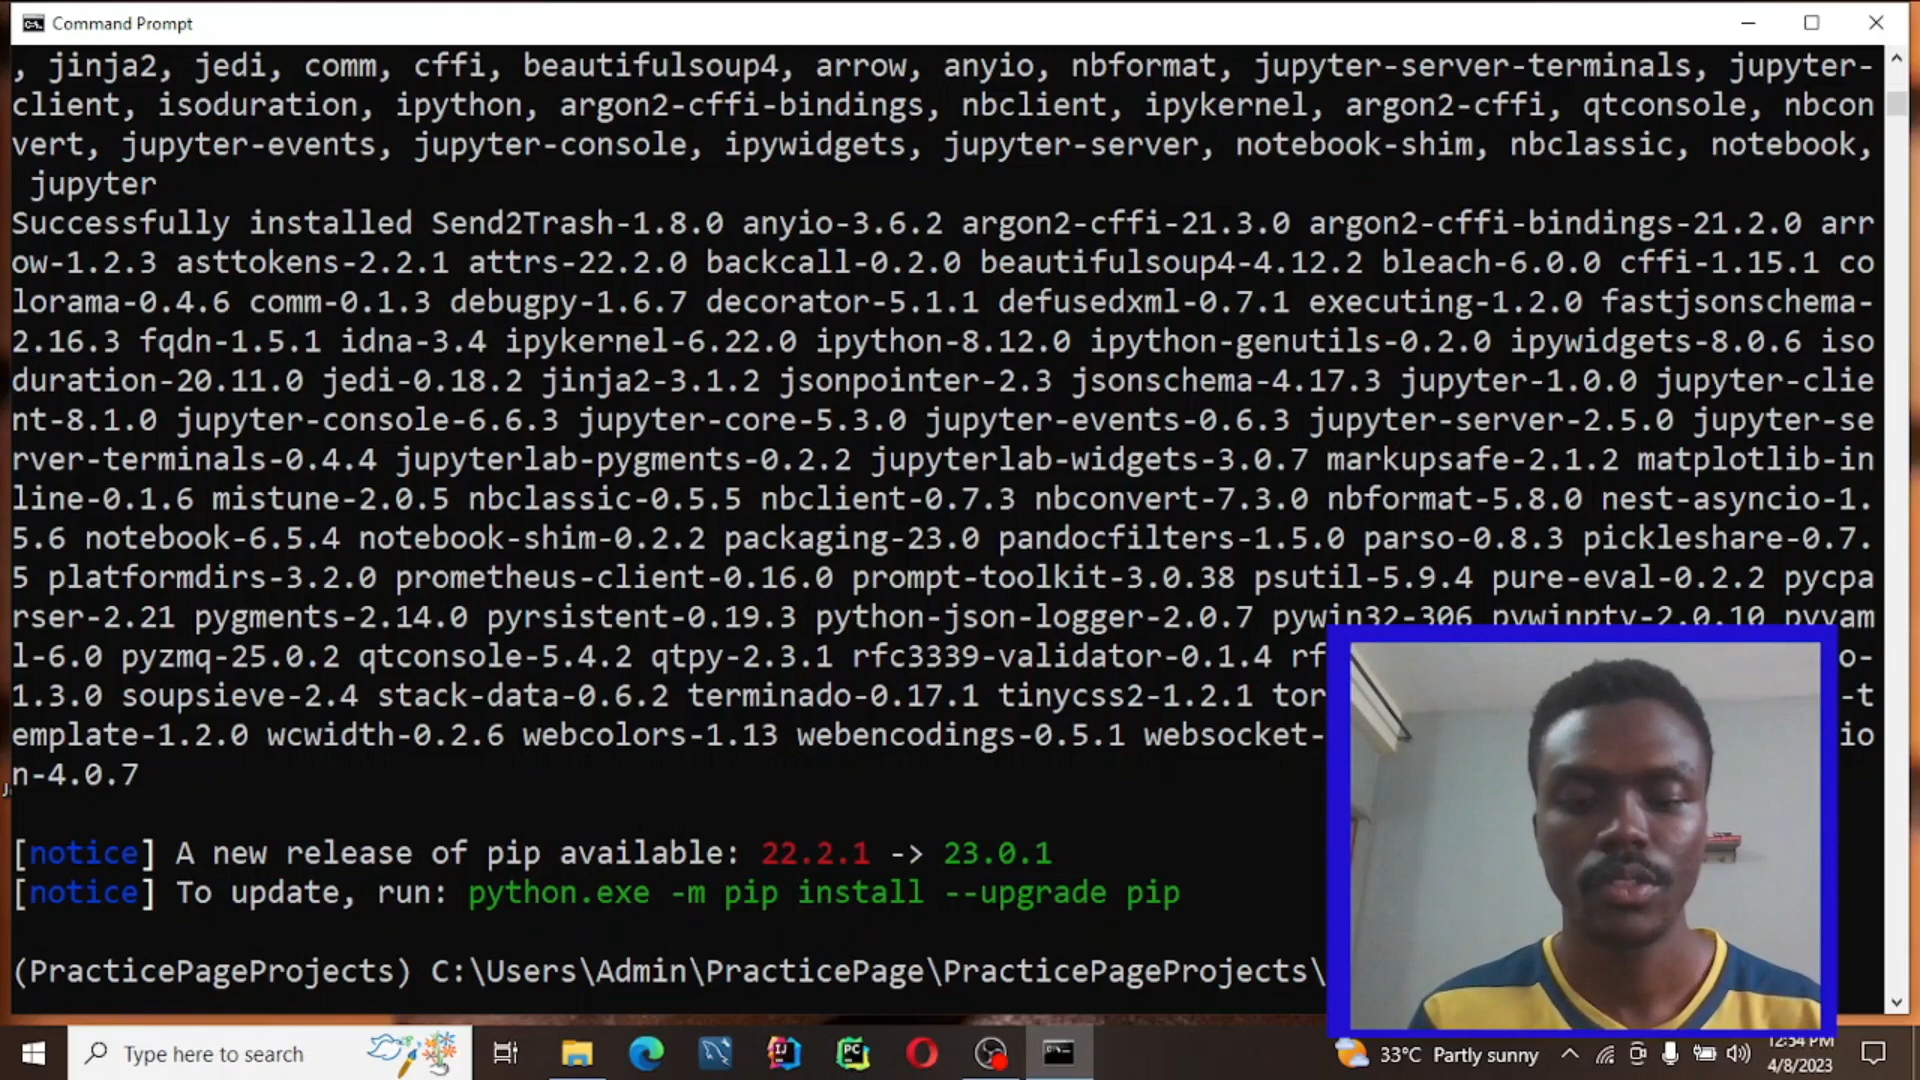 Command Prompt
, jinja2, jedi, comm, cffi, beautifulsoup4, arrow, anyio, nbformat, jupyter-server-terminals, jupyter-
client, isoduration, ipython, argon2-cffi-bindings, nbclient, ipykernel, argon2-cffi, qtconsole, nbcon
vert, jupyter-events, jupyter-console, ipywidgets, jupyter-server, notebook-shim, nbclassic, notebook,
jupyter
Successfully installed Send2Trash-1.8.0 anyio-3.6.2 argon2-cffi-21.3.0 argon2-cffi-bindings-21.2.0 arr
ow-1.2.3 asttokens-2.2.1 attrs-22.2.0 backcall-0.2.0 beautifulsoup4-4.12.2 bleach-6.0.0 cffi-1.15.1 co
lorama-0.4.6 comm-0.1.3 debugpy-1.6.7 decorator-5.1.1 defusedxml-0.7.1 executing-1.2.0 fastjsonschema-
2.16.3 fqdn-1.5.1 idna-3.4 ipykernel-6.22.0 ipython-8.12.0 ipython-genutils-0.2.0 ipywidgets-8.0.6 iso
duration-20.11.0 jedi-0.18.2 jinja2-3.1.2 jsonpointer-2.3 jsonschema-4.17.3 jupyter-1.0.0 jupyter-clie
nt-8.1.0 jupyter-console-6.6.3 jupyter-core-5.3.0 jupyter-events-0.6.3 jupyter-server-2.5.0 jupyter-se
rver-terminals-0.4.4 jupyterlab-pygments-0.2.2 jupyterlab-widgets-3.0.7 markupsafe-2.1.2 matplotlib-in
line-0.1.6 mistune-2.0.5 nbclassic-0.5.5 nbclient-0.7.3 nbconvert-7.3.0 nbformat-5.8.0 nest-asyncio-1.
5.6 notebook-6.5.4 notebook-shim-0.2.2 packaging-23.0 pandocfilters-1.5.0 parso-0.8.3 pickleshare-0.7.
5 platformdirs-3.2.0 prometheus-client-0.16.0 prompt-toolkit-3.0.38 psutil-5.9.4 pure-eval-0.2.2 pycpa
rser-2.21 pygments-2.14.0 pyrsistent-0.19.3 python-json-logger-2.0.7 pywin32-306 pywinpty-2.0.10 pyyam
l-6.0 pyzmq-25.0.2 qtconsole-5.4.2 qtpy-2.3.1 rfc3339-validator-0.1.4 rf o-
1.3.0 soupsieve-2.4 stack-data-0.6.2 terminado-0.17.1 tinycss2-1.2.1 tor -t
emplate-1.2.0 wcwidth-0.2.6 webcolors-1.13 webencodings-0.5.1 websocket- io
n-4.0.7
[notice] A new release of pip available: 22.2.1 -> 23.0.1
[notice] To update, run: python.exe -m pip install --upgrade pip
(PracticePageProjects) C:\Users\Admin\PracticePage\PracticePageProjects\
Type here to search
33°C Partly sunny
12:54 PM
4/8/2023